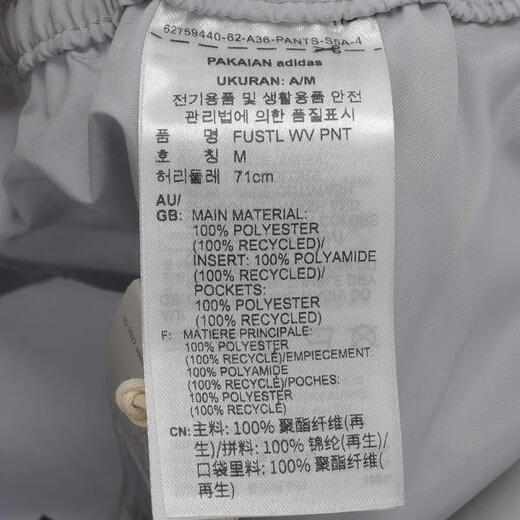 62759440-62-A36-PANTS-S5A-4
PAKAIAN adidas
UKURAN: A/M
전기용품 및 생활용품 안전
관리법에 의한 품질표시
품 명 FUSTL WV PNT
호 칭 M
허리둘레 71cm
AU/
GB: MAIN MATERIAL:
100% POLYESTER
(100% RECYCLED)/
INSERT: 100% POLYAMIDE
(100% RECYCLED)/
POCKETS:
100% POLYESTER
(100% RECYCLED)
F: MATIERE PRINCIPALE:
100% POLYESTER
(100% RECYCLE)/EMPIECEMENT:
100% POLYAMIDE
(100% RECYCLE)/POCHES:
100% POLYESTER
(100% RECYCLE)
CN: 主料: 100% 聚酯纤维(再
生)/拼料: 100% 锦纶(再生)/
口袋里料: 100% 聚酯纤维(
再生)